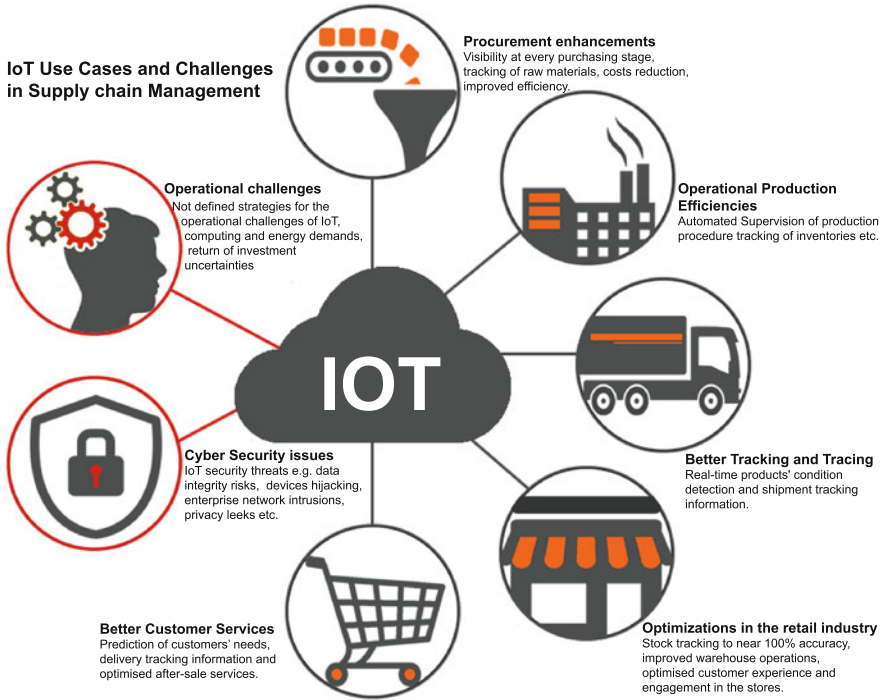 IoT Use Cases and Challenges
in Supply chain Management
Procurement enhancements
Visibility at every purchasing stage,
tracking of raw materials, costs reduction,
improved efficiency.
Operational challenges
Not defined strategies for the
operational challenges of IoT,
computing and energy demands,
return of investment
uncertainties
Operational Production
Efficiencies
Automated Supervision of production
procedure tracking of inventories etc.
IOT
Cyber Security issues
IoT security threats e.g. data
integrity risks, devices hijacking,
enterprise network intrusions,
privacy leeks etc.
Better Tracking and Tracing
Real-time products' condition
detection and shipment tracking
information.
Better Customer Services
Prediction of customers' needs,
delivery tracking information and
optimised after-sale services.
Optimizations in the retail industry
Stock tracking to near 100% accuracy,
improved warehouse operations,
optimised customer experience and
engagement in the stores.